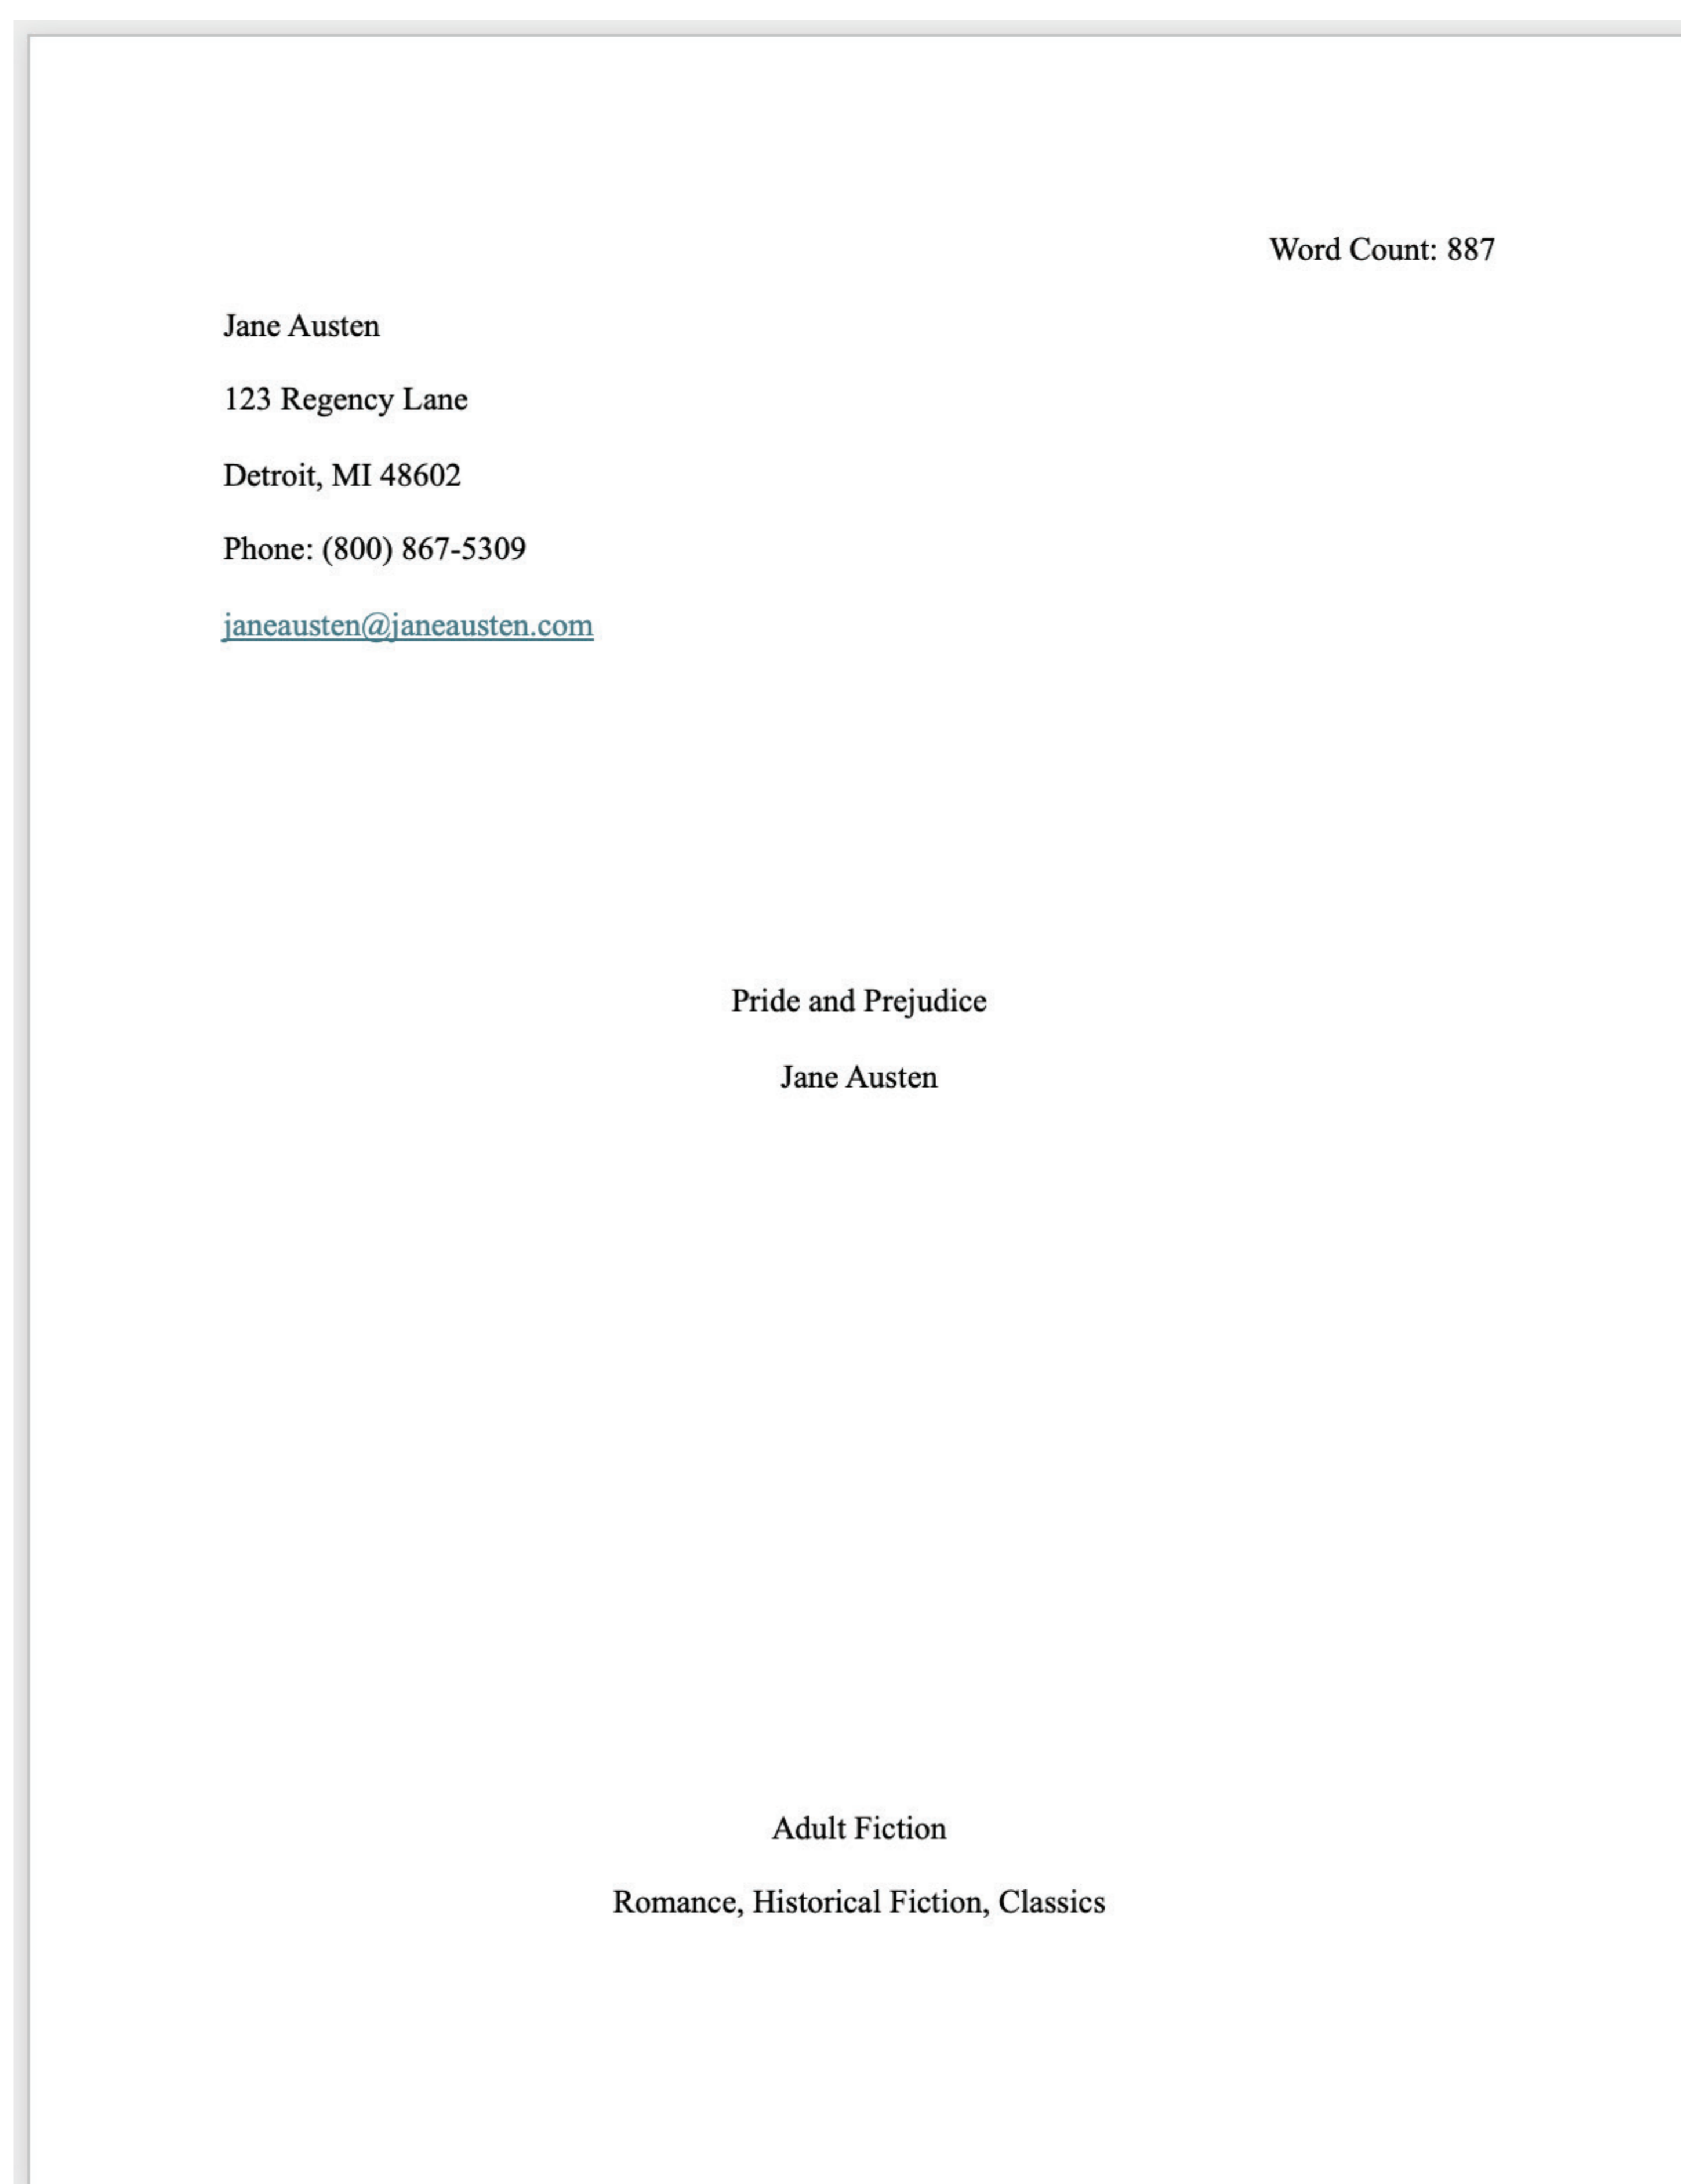 Word Count: 887
Jane Austen
123 Regency Lane
Detroit, MI 48602
Phone: (800) 867-5309
janeausten@janeausten.com
Pride and Prejudice
Jane Austen
Adult Fiction
Romance, Historical Fiction, Classics